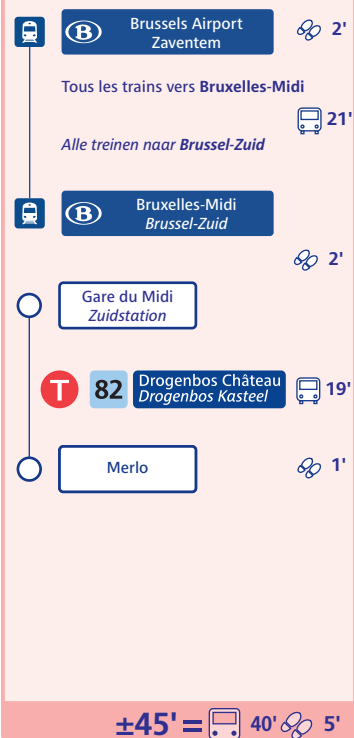 B Brussels Airport 2'
Zaventem
Tous les trains vers Bruxelles-Midi
21'
Alle treinen naar Brussel-Zuid
B Bruxelles-Midi
Brussel-Zuid
2'
Gare du Midi
Zuidstation
T 82 Drogenbos Château 19'
Drogenbos Kasteel
Merlo 1'
±45' = 40' 5'